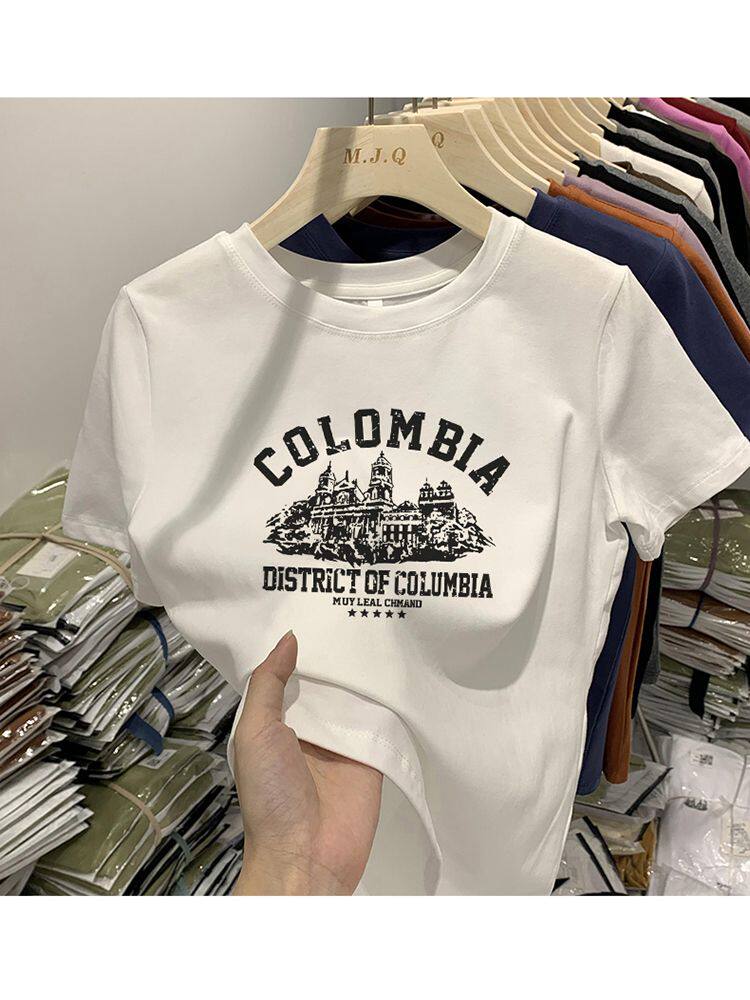 M.J.Q
Q
COLOMBIA
DiSTRiCT OF COLUMBIA
MUY LEAL CHMAND